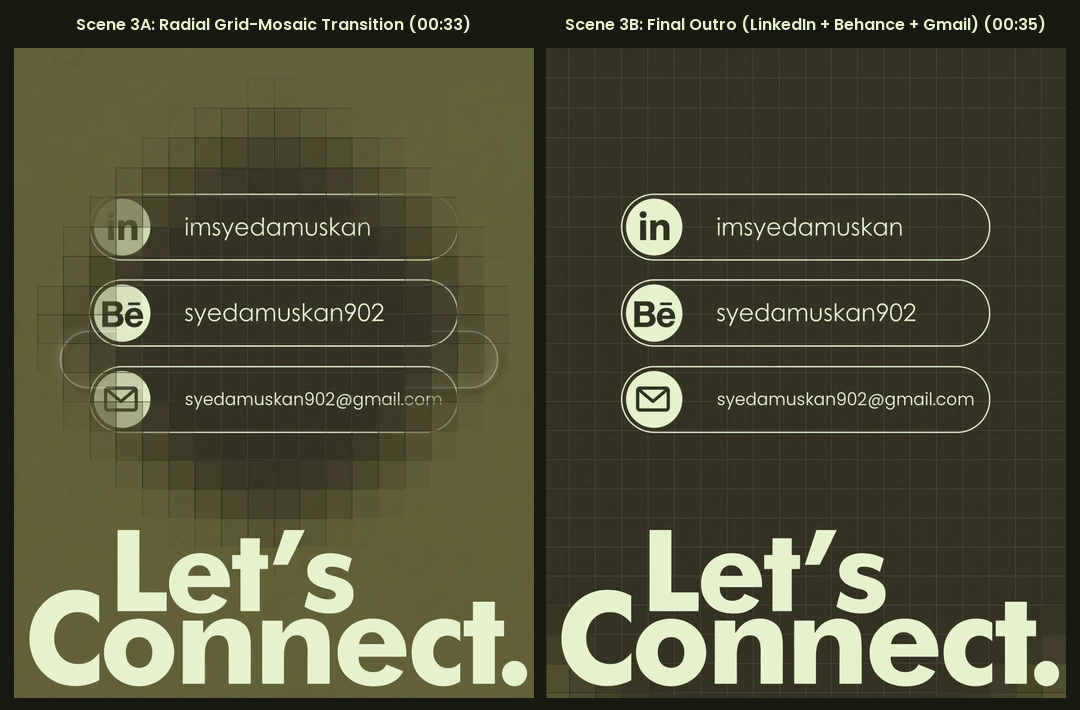 Scene 3A: Radial Grid-Mosaic Transition (00:33)
in imsyedamuskan
Bē syedamuskan902
syedamuskan902@gmail.com
Let’s
Connect.
Scene 3B: Final Outro (LinkedIn + Behance + Gmail) (00:35)
in imsyedamuskan
Bē syedamuskan902
syedamuskan902@gmail.com
Let’s
Connect.